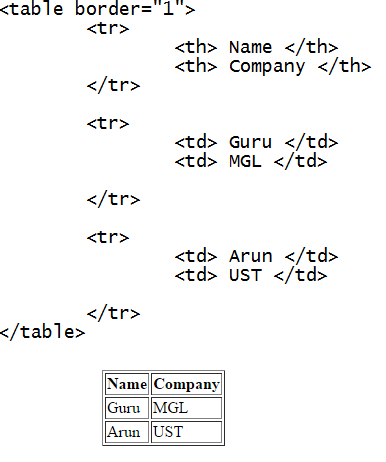 <table border="1">
<tr>
<th> Name </th>
<th> Company </th>
</tr>
<tr>
<td> Guru </td>
<td> MGL </td>
</tr>
<tr>
<td> Arun </td>
<td> UST </td>
</tr>
</table>
Name Company
Guru MGL
Arun UST